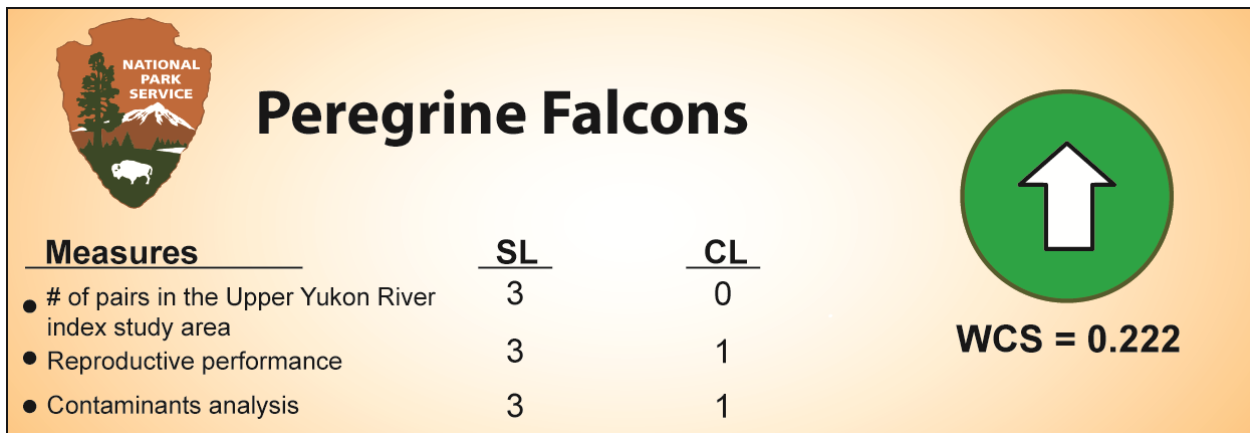 NATIONAL
PARK
SERVICE
Peregrine Falcons
Measures SL CL
• # of pairs in the Upper Yukon River 3 0
index study area
• Reproductive performance 3 1
• Contaminants analysis 3 1
WCS = 0.222